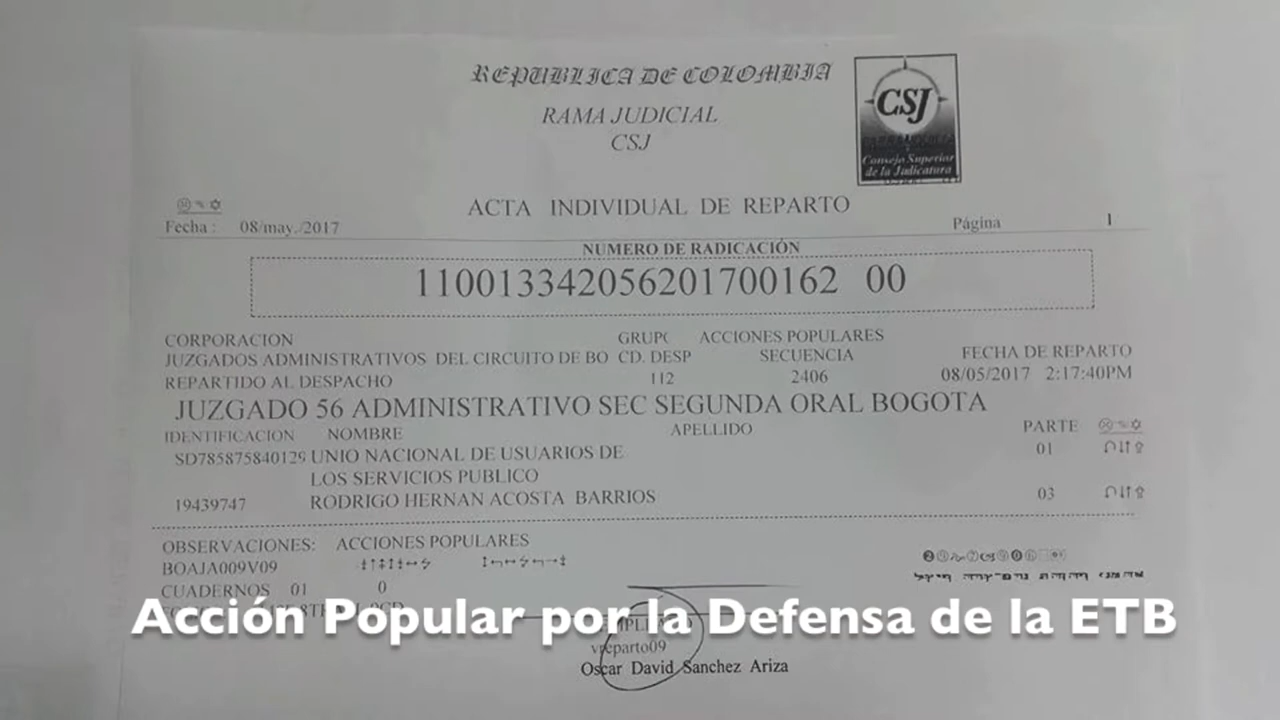 REPUBLICA DE COLOMBIA
RAMA JUDICIAL
CSJ
CSJ
Consejo Superior
de la Judicatura
ACTA INDIVIDUAL DE REPARTO
Fecha : 08/may./2017 Página 1
NUMERO DE RADICACIÓN
110013342056201700162 00
CORPORACION GRUPO ACCIONES POPULARES
JUZGADOS ADMINISTRATIVOS DEL CIRCUITO DE BO CD. DESP SECUENCIA FECHA DE REPARTO
REPARTIDO AL DESPACHO 112 2406 08/05/2017 2:17:40PM
JUZGADO 56 ADMINISTRATIVO SEC SEGUNDA ORAL BOGOTA
IDENTIFICACION NOMBRE APELLIDO PARTE
SD785875840129 UNIO NACIONAL DE USUARIOS DE 01
LOS SERVICIOS PUBLICO
19439747 RODRIGO HERNAN ACOSTA BARRIOS 03
OBSERVACIONES: ACCIONES POPULARES
BOAJA009V09
CUADERNOS 01 0
Acción Popular por la Defensa de la ETB
vreparto09
Oscar David Sanchez Ariza